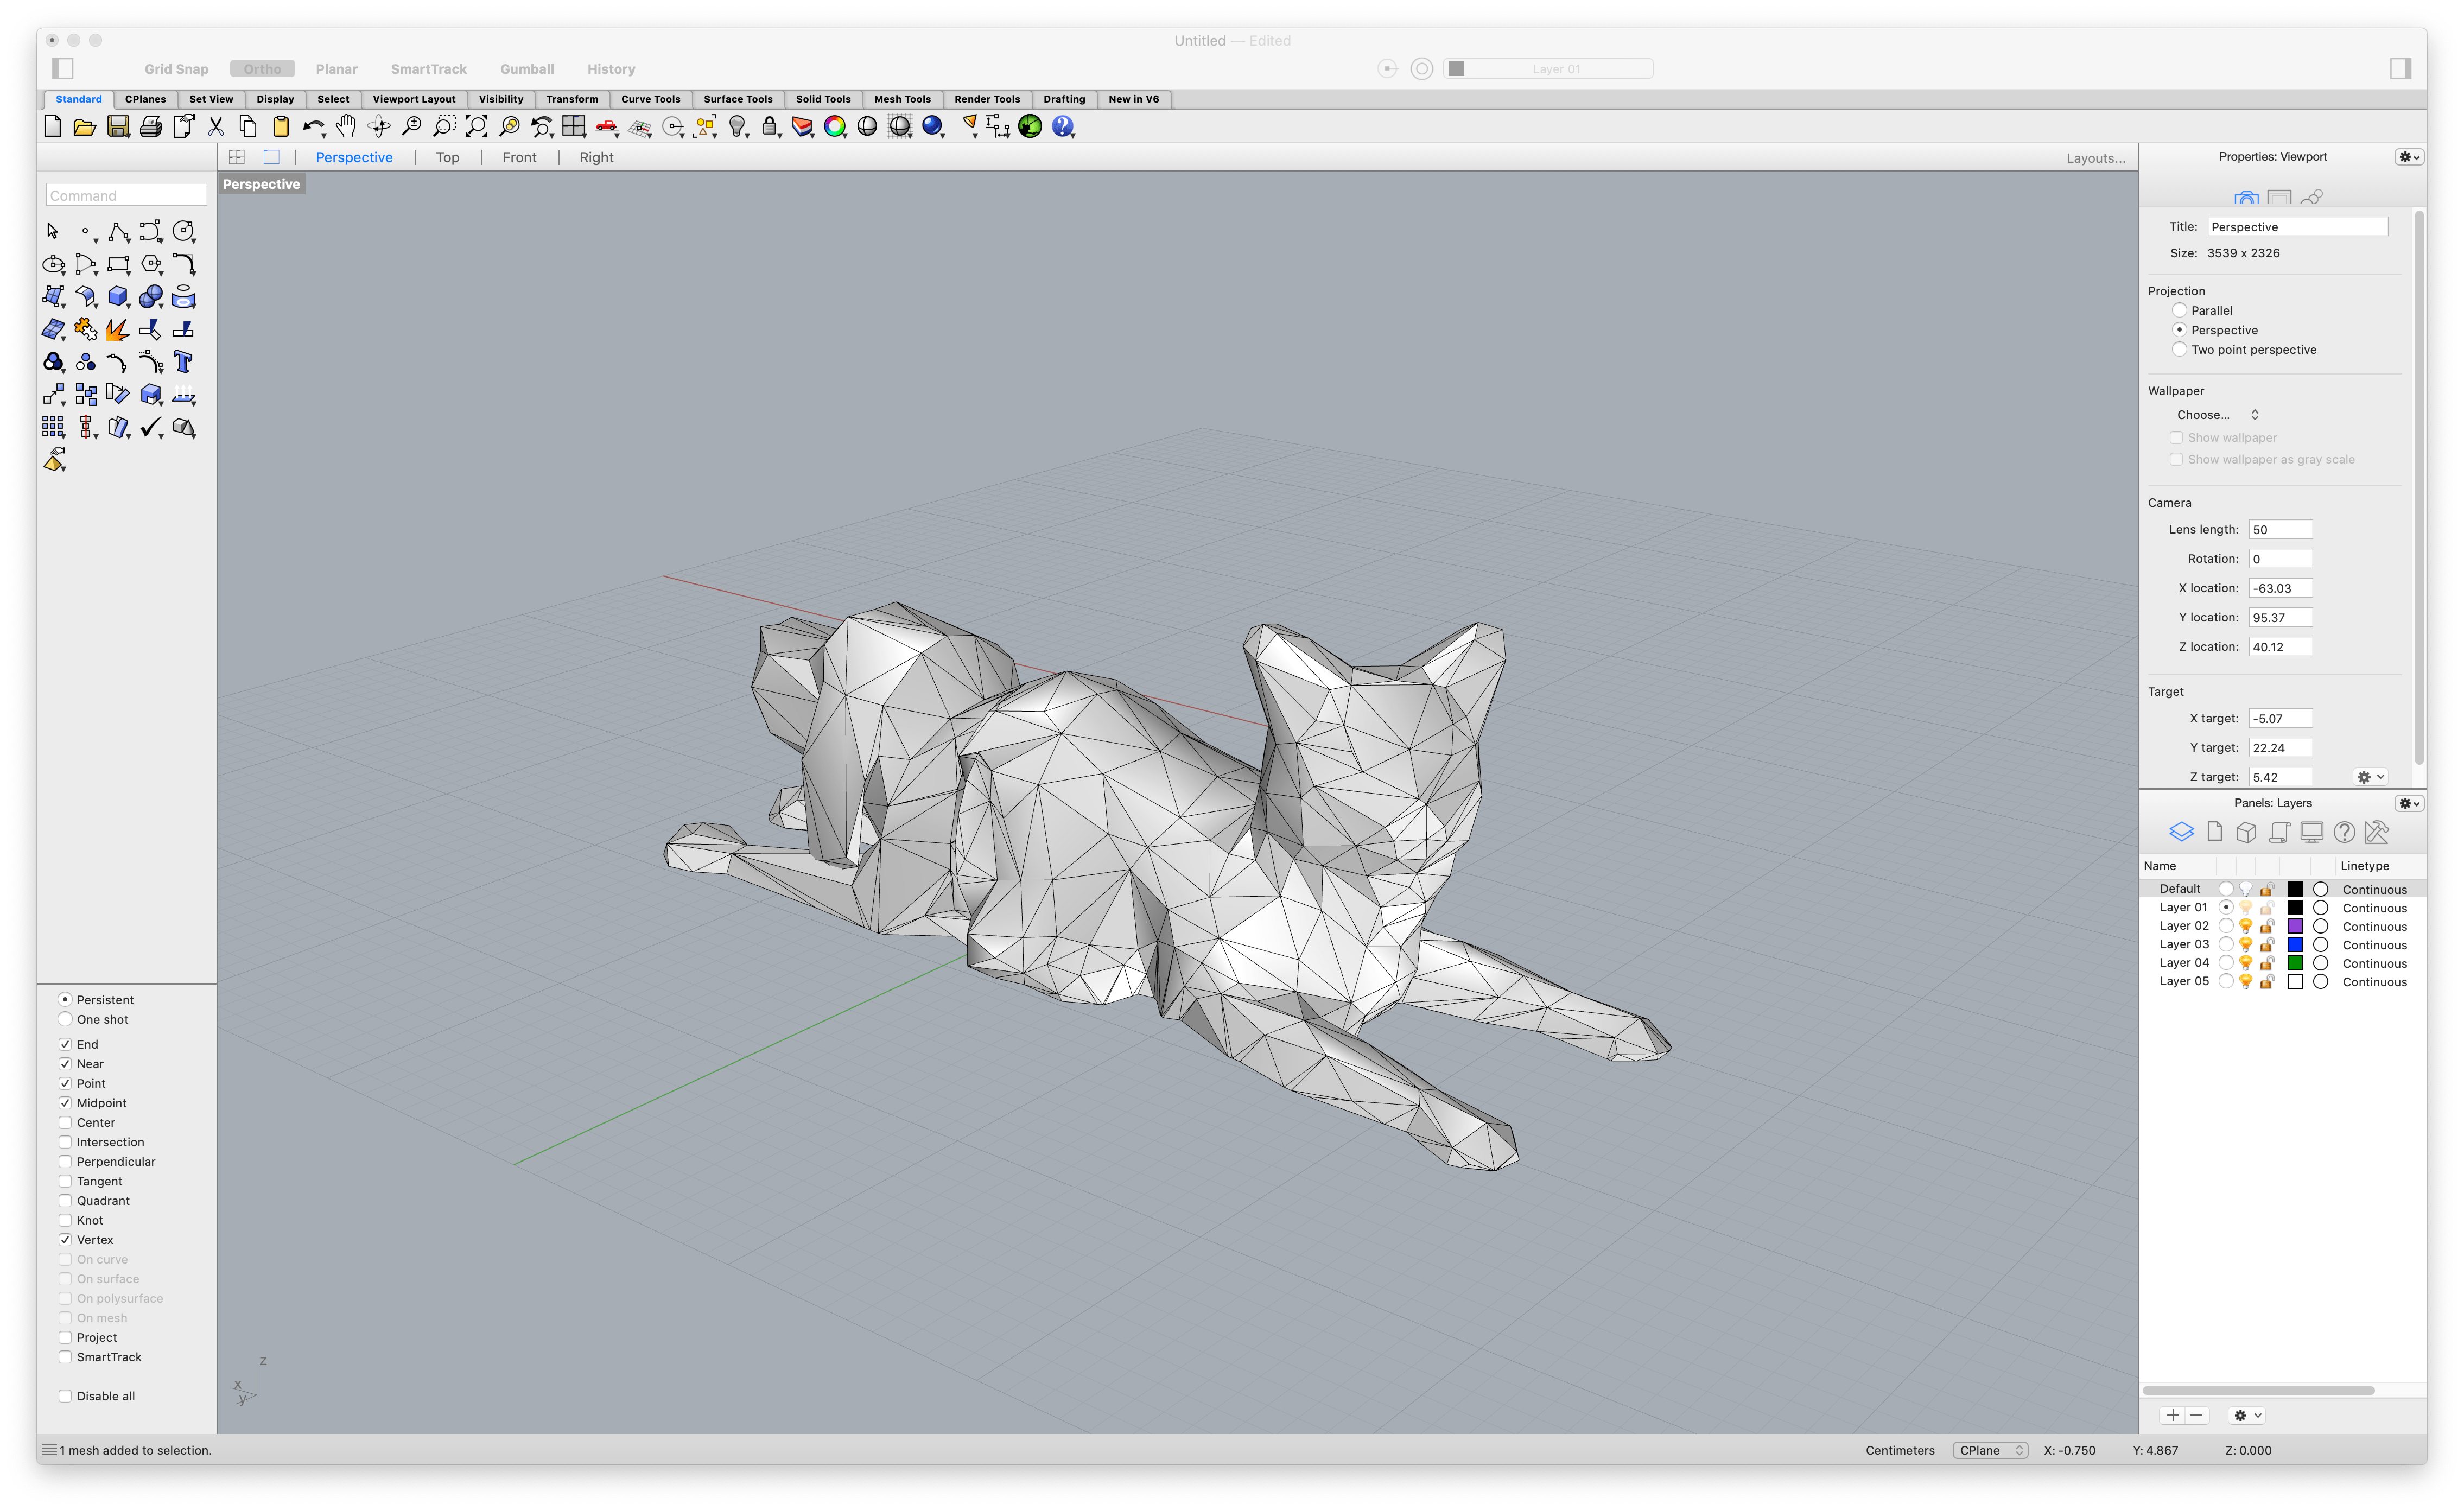 Untitled — Edited
Grid Snap Ortho Planar SmartTrack Gumball History Layer 01
Standard CPlanes Set View Display Select Viewport Layout Visibility Transform Curve Tools Surface Tools Solid Tools Mesh Tools Render Tools Drafting New in V6
Perspective Top Front Right Layouts...
Perspective
Command
Persistent
One shot
End
Near
Point
Midpoint
Center
Intersection
Perpendicular
Tangent
Quadrant
Knot
Vertex
On curve
On surface
On polysurface
On mesh
Project
SmartTrack
Disable all
z
x
y
Properties: Viewport
Title: Perspective
Size: 3539 x 2326
Projection
Parallel
Perspective
Two point perspective
Wallpaper
Choose...
Show wallpaper
Show wallpaper as gray scale
Camera
Lens length: 50
Rotation: 0
X location: -63.03
Y location: 95.37
Z location: 40.12
Target
X target: -5.07
Y target: 22.24
Z target: 5.42
Panels: Layers
Name Linetype
Default Continuous
Layer 01 Continuous
Layer 02 Continuous
Layer 03 Continuous
Layer 04 Continuous
Layer 05 Continuous
1 mesh added to selection. Centimeters CPlane X: -0.750 Y: 4.867 Z: 0.000